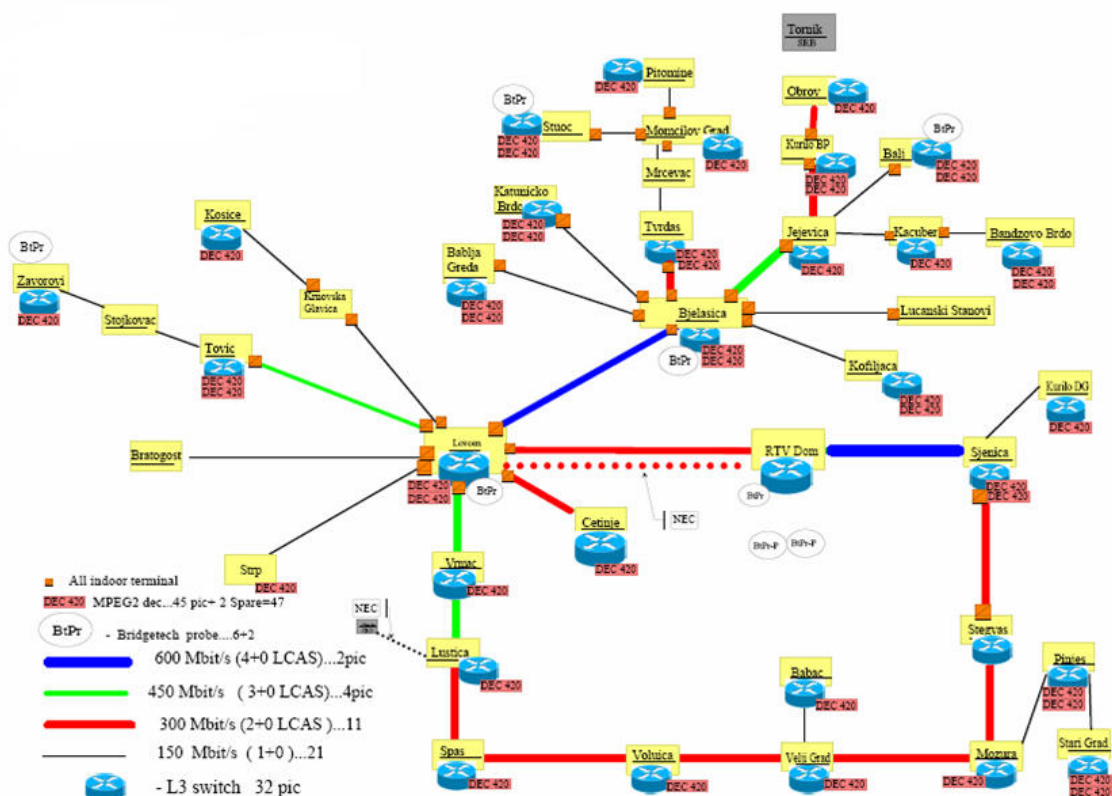 Tornik
SRB
Pitomine
DEC 420
Obrov
DEC 420
BtPr
Stuoc
DEC 420
DEC 420
Momcilov Grad
DEC 420
Kurilo BP
DEC 420
DEC 420
Balj
BtPr
DEC 420
DEC 420
Mrcevac
Katunicko
Brdo
DEC 420
DEC 420
Kosice
DEC 420
Tvrdas
DEC 420
DEC 420
Jejevica
DEC 420
Kacuber
DEC 420
Bandzovo Brdo
DEC 420
DEC 420
BtPr
Zavorovi
DEC 420
Bablja
Greda
DEC 420
DEC 420
Krnovska
Glavica
Stojkovac
Bjelasica
DEC 420
DEC 420
BtPr
Lucanski Stanovi
Tovic
DEC 420
DEC 420
Kofiljaca
DEC 420
DEC 420
Kurilo DG
DEC 420
Bratogost
Lovcen
DEC 420
DEC 420
BtPr
RTV Dom
BtPr
Sjenica
DEC 420
DEC 420
NEC
Cetinje
BtPr-P
BtPr-P
Strp
DEC 420
Vrmac
DEC 420
All indoor terminal
DEC 420 MPEG2 dec...45 pic+ 2 Spare=47
NEC
BtPr - Bridgetech probe....6+2
Stegvas
Lustica
DEC 420
600 Mbit/s (4+0 LCAS)...2pic
Babac
DEC 420
Pinjes
DEC 420
DEC 420
450 Mbit/s ( 3+0 LCAS)...4pic
300 Mbit/s (2+0 LCAS )...11
150 Mbit/s ( 1+0 )...21
Spas
DEC 420
Voluica
DEC 420
Velji Grad
DEC 420
Mozura
DEC 420
Stari Grad
DEC 420
DEC 420
- L3 switch 32 pic